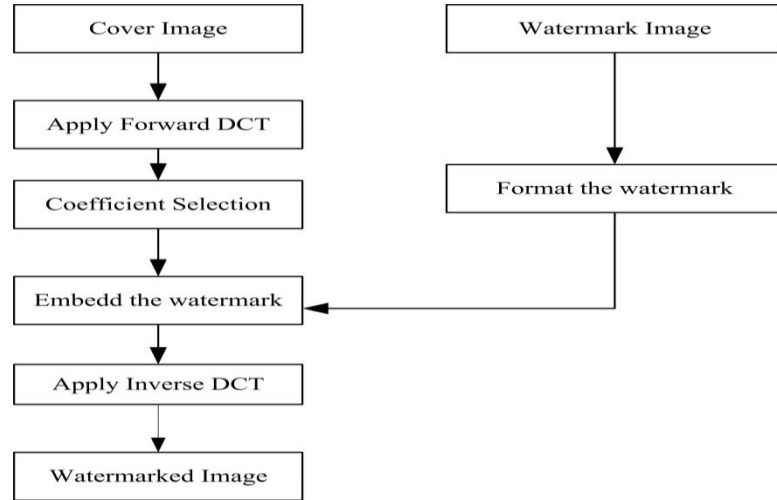 Cover Image
Watermark Image
Apply Forward DCT
Coefficient Selection
Format the watermark
Embedd the watermark
Apply Inverse DCT
Watermarked Image